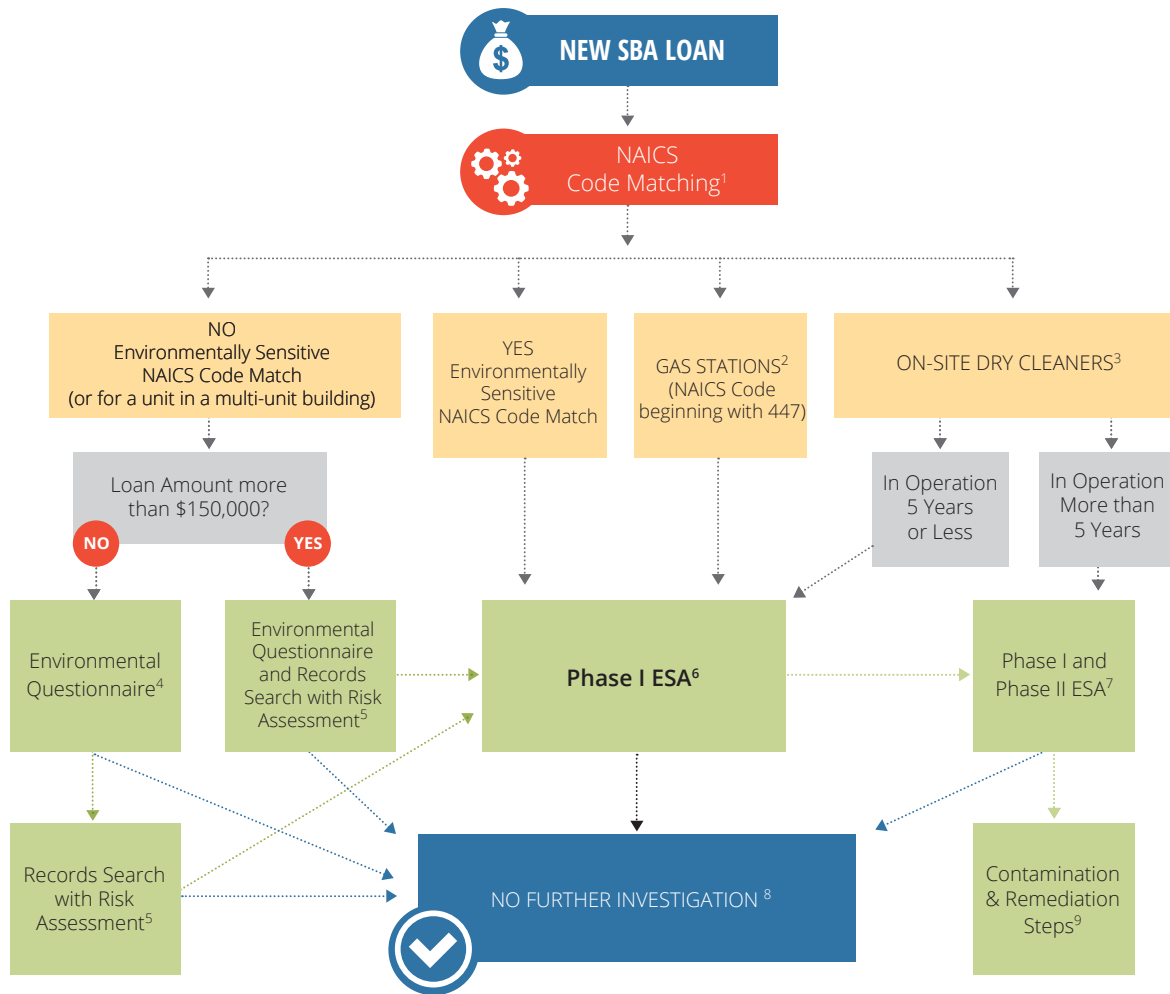 NEW SBA LOAN
NAICS
Code Matching¹
NO
Environmentally Sensitive
NAICS Code Match
(or for a unit in a multi-unit building)
YES
Environmentally
Sensitive
NAICS Code Match
GAS STATIONS²
(NAICS Code
beginning with 447)
ON-SITE DRY CLEANERS³
Loan Amount more
than $150,000?
NO
YES
In Operation
5 Years
or Less
In Operation
More than
5 Years
Environmental
Questionnaire⁴
Environmental
Questionnaire
and Records
Search with Risk
Assessment⁵
Phase I ESA⁶
Phase I and
Phase II ESA⁷
Records Search
with Risk
Assessment⁵
NO FURTHER INVESTIGATION ⁸
Contamination
& Remediation
Steps⁹
$